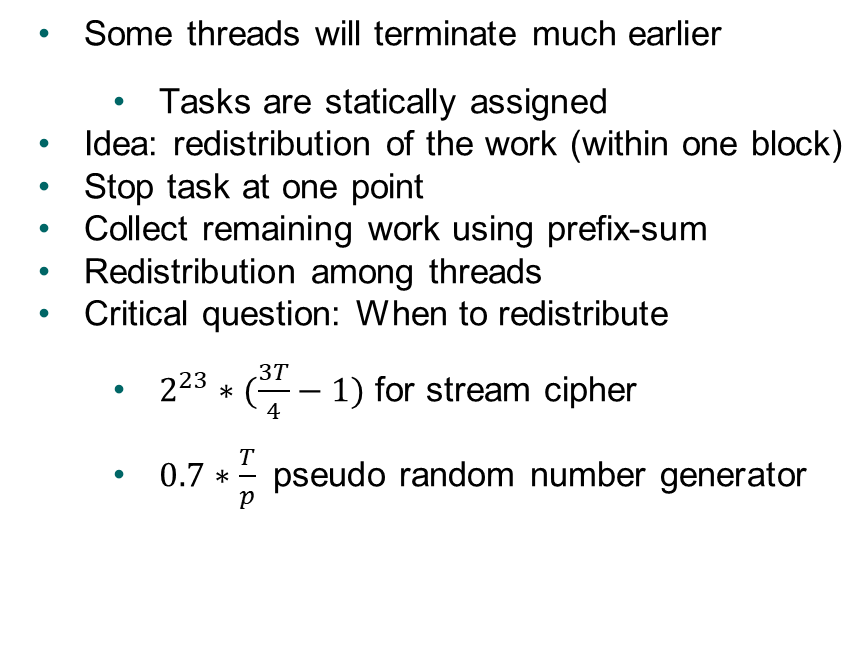 • Some threads will terminate much earlier
• Tasks are statically assigned
• Idea: redistribution of the work (within one block)
• Stop task at one point
• Collect remaining work using prefix-sum
• Redistribution among threads
• Critical question: When to redistribute
• $2^{23} * (\frac{3T}{4} - 1)$ for stream cipher
• $0.7 * \frac{T}{p}$ pseudo random number generator